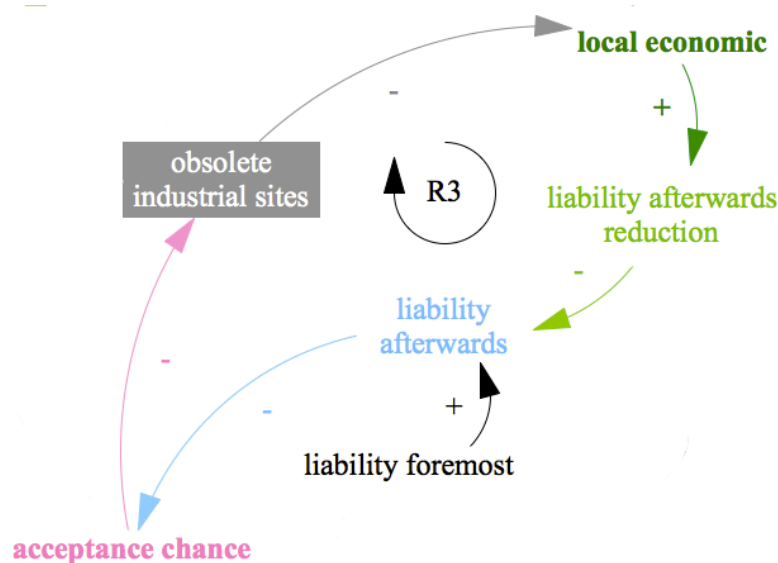 local economic
-
+
obsolete
industrial sites
R3
liability afterwards
reduction
-
liability
afterwards
-
-
+
liability foremost
acceptance chance